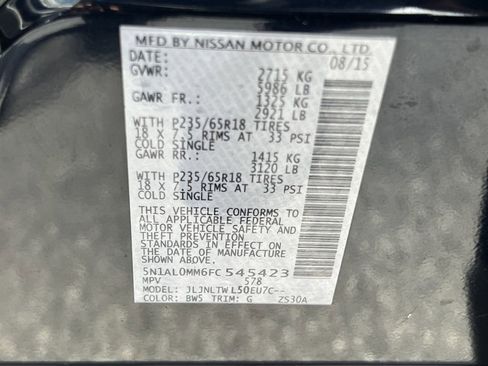 MFD BY NISSAN MOTOR CO., LTD.
DATE: 08/15
GVWR: 2715 KG
5986 LB
GAWR FR.: 1325 KG
2921 LB
WITH P235/65R18 TIRES
18 X 7.5 RIMS AT 33 PSI
COLD SINGLE
GAWR RR.: 1415 KG
3120 LB
WITH P235/65R18 TIRES
18 X 7.5 RIMS AT 33 PSI
COLD SINGLE
THIS VEHICLE CONFORMS TO
ALL APPLICABLE FEDERAL
MOTOR VEHICLE SAFETY AND
THEFT PREVENTION
STANDARDS IN EFFECT ON
THE DATE OF MANUFACTURE
SHOWN ABOVE.
5N1AL0MM6FC545423
MPV 578
MODEL: JLJNLTWL50EU7C--
COLOR: BW5 TRIM: G ZS30A